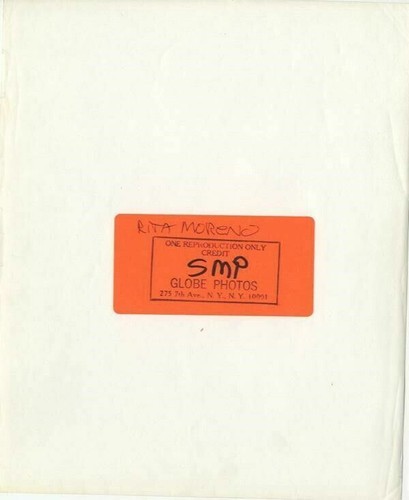 RITA MORENO
ONE REPRODUCTION ONLY
CREDIT
SMP
GLOBE PHOTOS
275 7th Ave., N. Y., N. Y. 10001